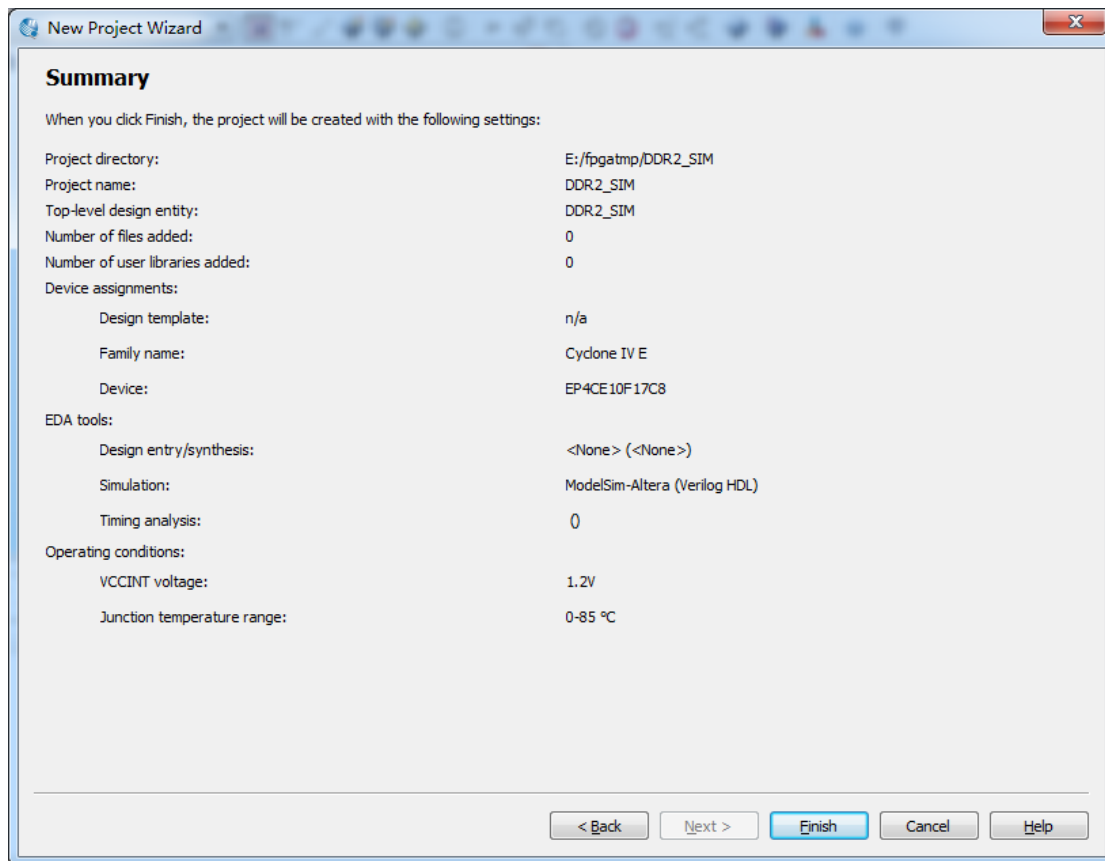 New Project Wizard
Summary
When you click Finish, the project will be created with the following settings:
Project directory: E:/fpgatmp/DDR2_SIM
Project name: DDR2_SIM
Top-level design entity: DDR2_SIM
Number of files added: 0
Number of user libraries added: 0
Device assignments:
Design template: n/a
Family name: Cyclone IV E
Device: EP4CE10F17C8
EDA tools:
Design entry/synthesis: <None> (<None>)
Simulation: ModelSim-Altera (Verilog HDL)
Timing analysis: ()
Operating conditions:
VCCINT voltage: 1.2V
Junction temperature range: 0-85 °C
< Back Next > Finish Cancel Help